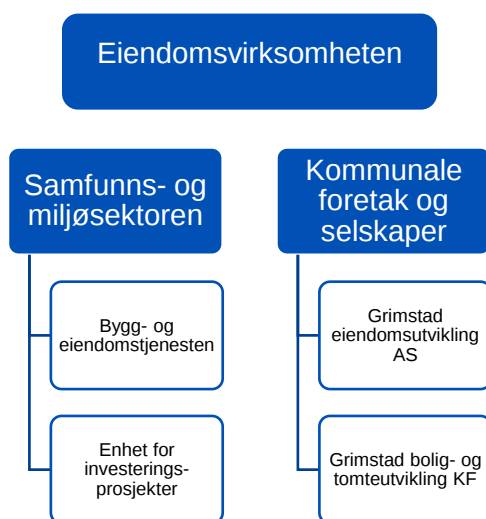 Eiendomsvirksomheten
Samfunns- og
miljøsektoren
Kommunale
foretak og
selskaper
Bygg- og
eiendomstjenesten
Grimstad
eiendomsutvikling
AS
Enhet for
investerings-
prosjekter
Grimstad bolig- og
tomteutvikling KF